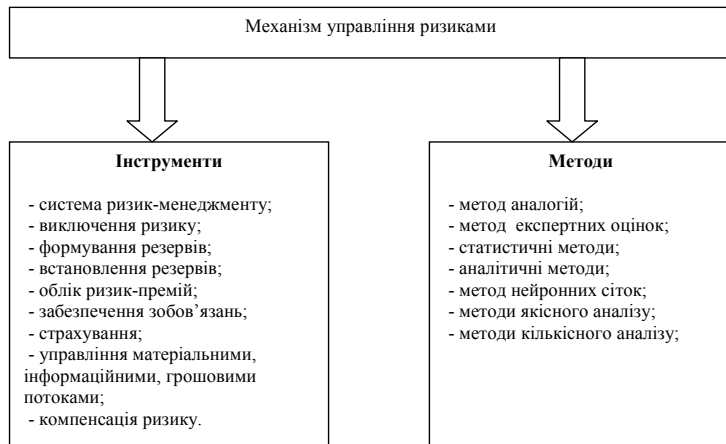 Механізм управління ризиками
Інструменти
- система ризик-менеджменту;
- виключення ризику;
- формування резервів;
- встановлення резервів;
- облік ризик-премій;
- забезпечення зобов’язань;
- страхування;
- управління матеріальними,
інформаційними, грошовими
потоками;
- компенсація ризику.
Методи
- метод аналогій;
- метод експертних оцінок;
- статистичні методи;
- аналітичні методи;
- метод нейронних сіток;
- методи якісного аналізу;
- методи кількісного аналізу;